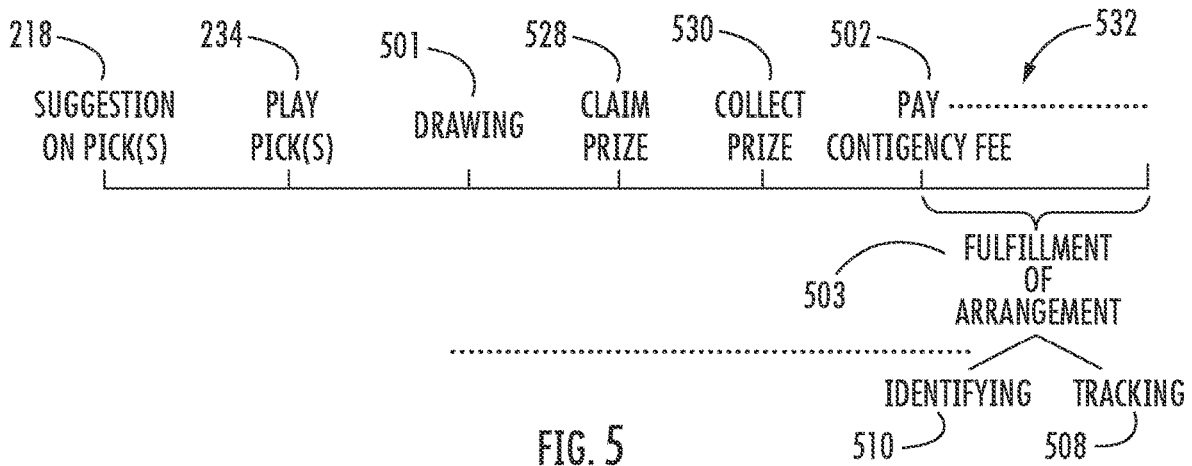 218 234 501 528 530 502 532
SUGGESTION PLAY DRAWING CLAIM COLLECT PAY
ON PICK(S) PICK(S) PRIZE PRIZE CONTIGENCY FEE
FULFILLMENT
503 OF
ARRANGEMENT
IDENTIFYING TRACKING
510 508
FIG. 5